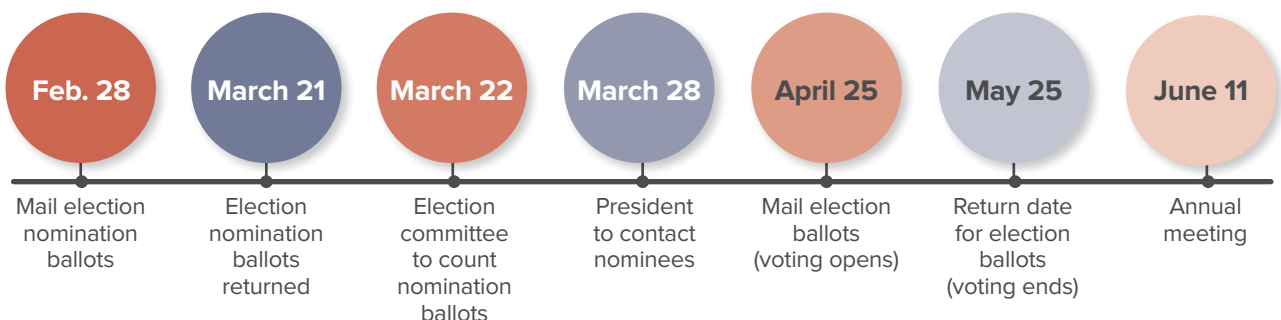 Feb. 28
March 21
March 22
March 28
April 25
May 25
June 11
Mail election
nomination
ballots
Election
nomination
ballots
returned
Election
committee
to count
nomination
ballots
President
to contact
nominees
Mail election
ballots
(voting opens)
Return date
for election
ballots
(voting ends)
Annual
meeting